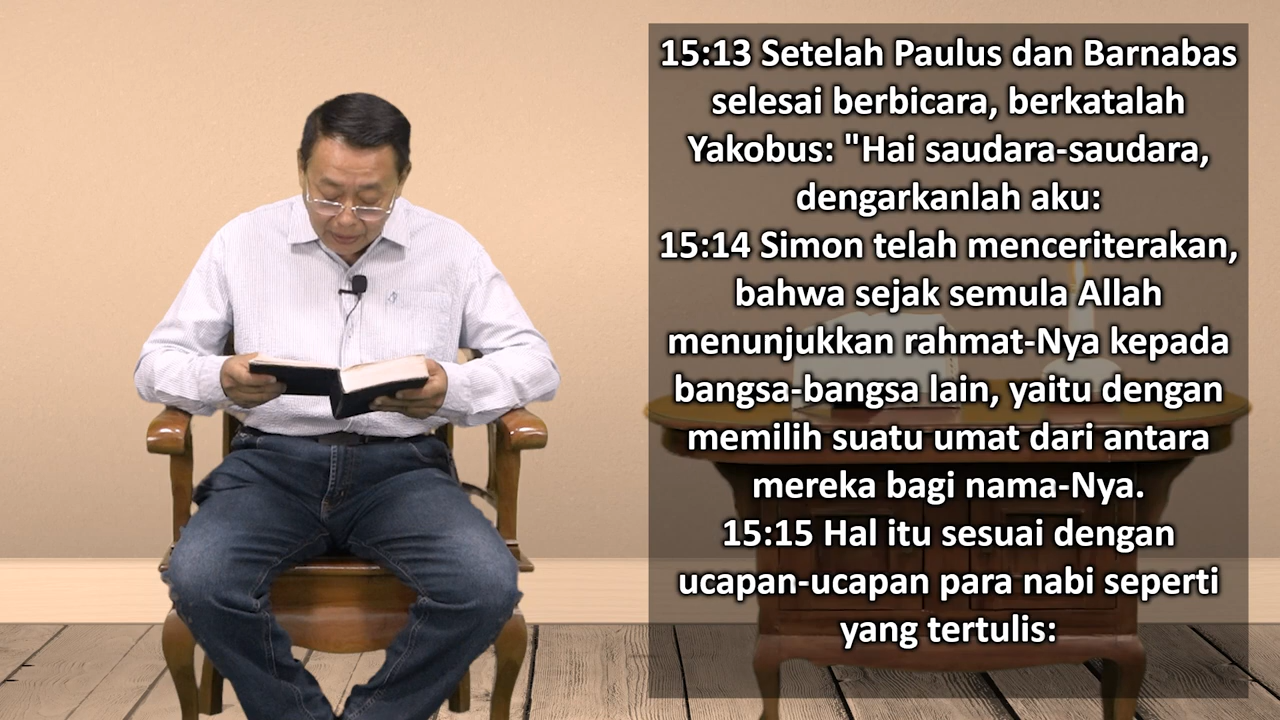 15:13 Setelah Paulus dan Barnabas
selesai berbicara, berkatalah
Yakobus: "Hai saudara-saudara,
dengarkanlah aku:
15:14 Simon telah menceriterakan,
bahwa sejak semula Allah
menunjukkan rahmat-Nya kepada
bangsa-bangsa lain, yaitu dengan
memilih suatu umat dari antara
mereka bagi nama-Nya.
15:15 Hal itu sesuai dengan
ucapan-ucapan para nabi seperti
yang tertulis: